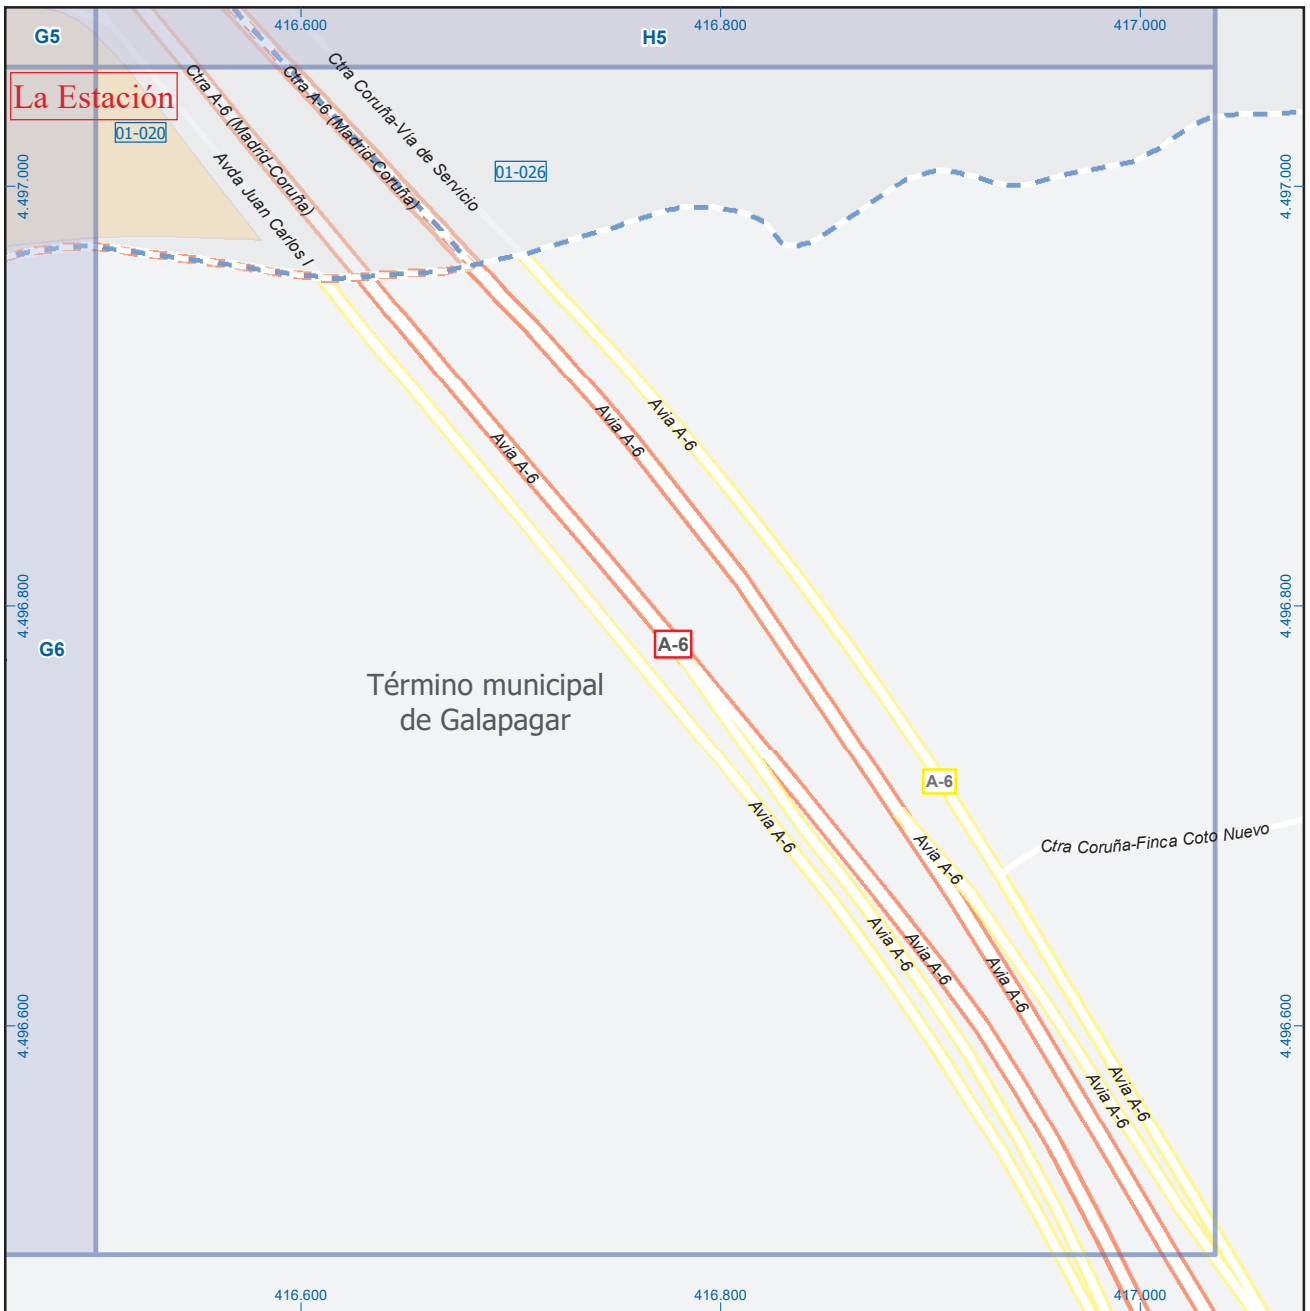 416.600
416.800
417.000
G5
H5
La Estación
01-020
01-026
Ctra A-6 (Madrid-Coruña)
Ctra A-6 (Madrid-Coruña)
Ctra Coruña-Vía de Servicio
Avda Juan Carlos I
4.497.000
4.497.000
Avia A-6
Avia A-6
Avia A-6
4.496.800
4.496.800
G6
A-6
Término municipal
de Galapagar
A-6
Avia A-6
Avia A-6
Ctra Coruña-Finca Coto Nuevo
Avia A-6
Avia A-6
Avia A-6
4.496.600
4.496.600
Avia A-6
Avia A-6
416.600
416.800
417.000